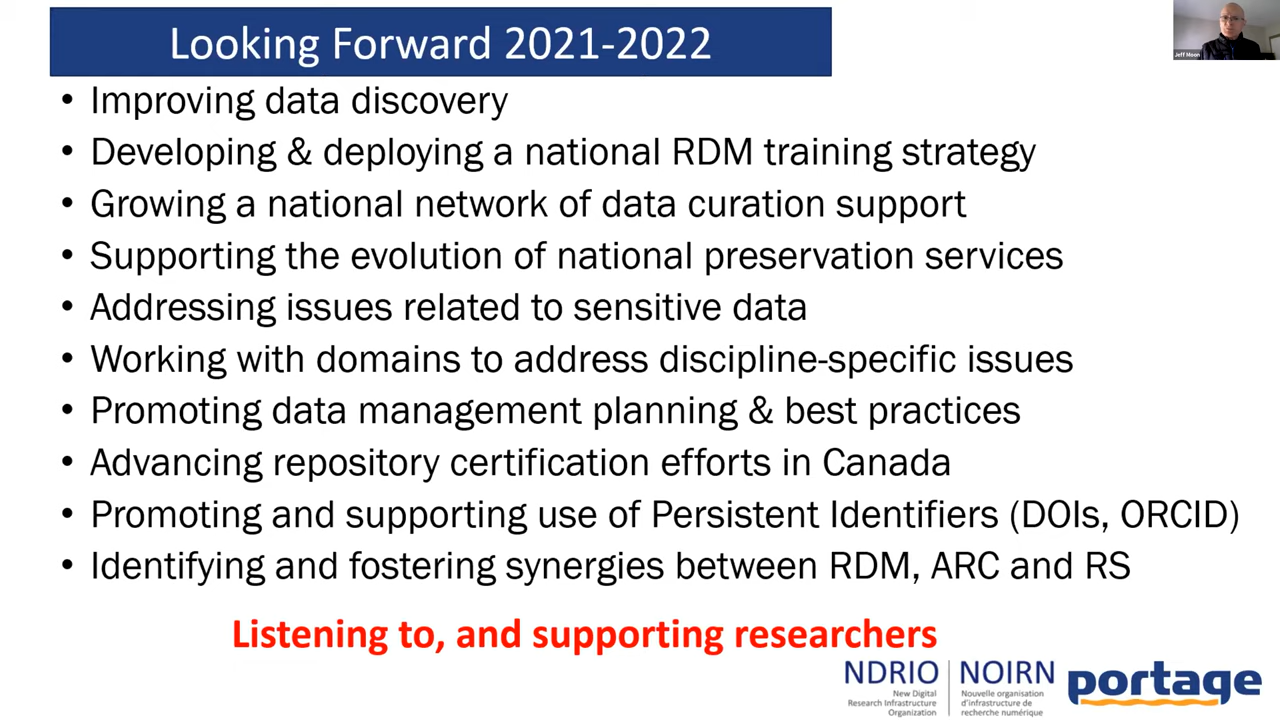 Looking Forward 2021-2022
Jeff Moon
• Improving data discovery
• Developing & deploying a national RDM training strategy
• Growing a national network of data curation support
• Supporting the evolution of national preservation services
• Addressing issues related to sensitive data
• Working with domains to address discipline-specific issues
• Promoting data management planning & best practices
• Advancing repository certification efforts in Canada
• Promoting and supporting use of Persistent Identifiers (DOIs, ORCID)
• Identifying and fostering synergies between RDM, ARC and RS
Listening to, and supporting researchers
NDRIO
New Digital
Research Infrastructure
Organization
NOIRN
Nouvelle organisation
d'infrastructure de
recherche numérique
portage